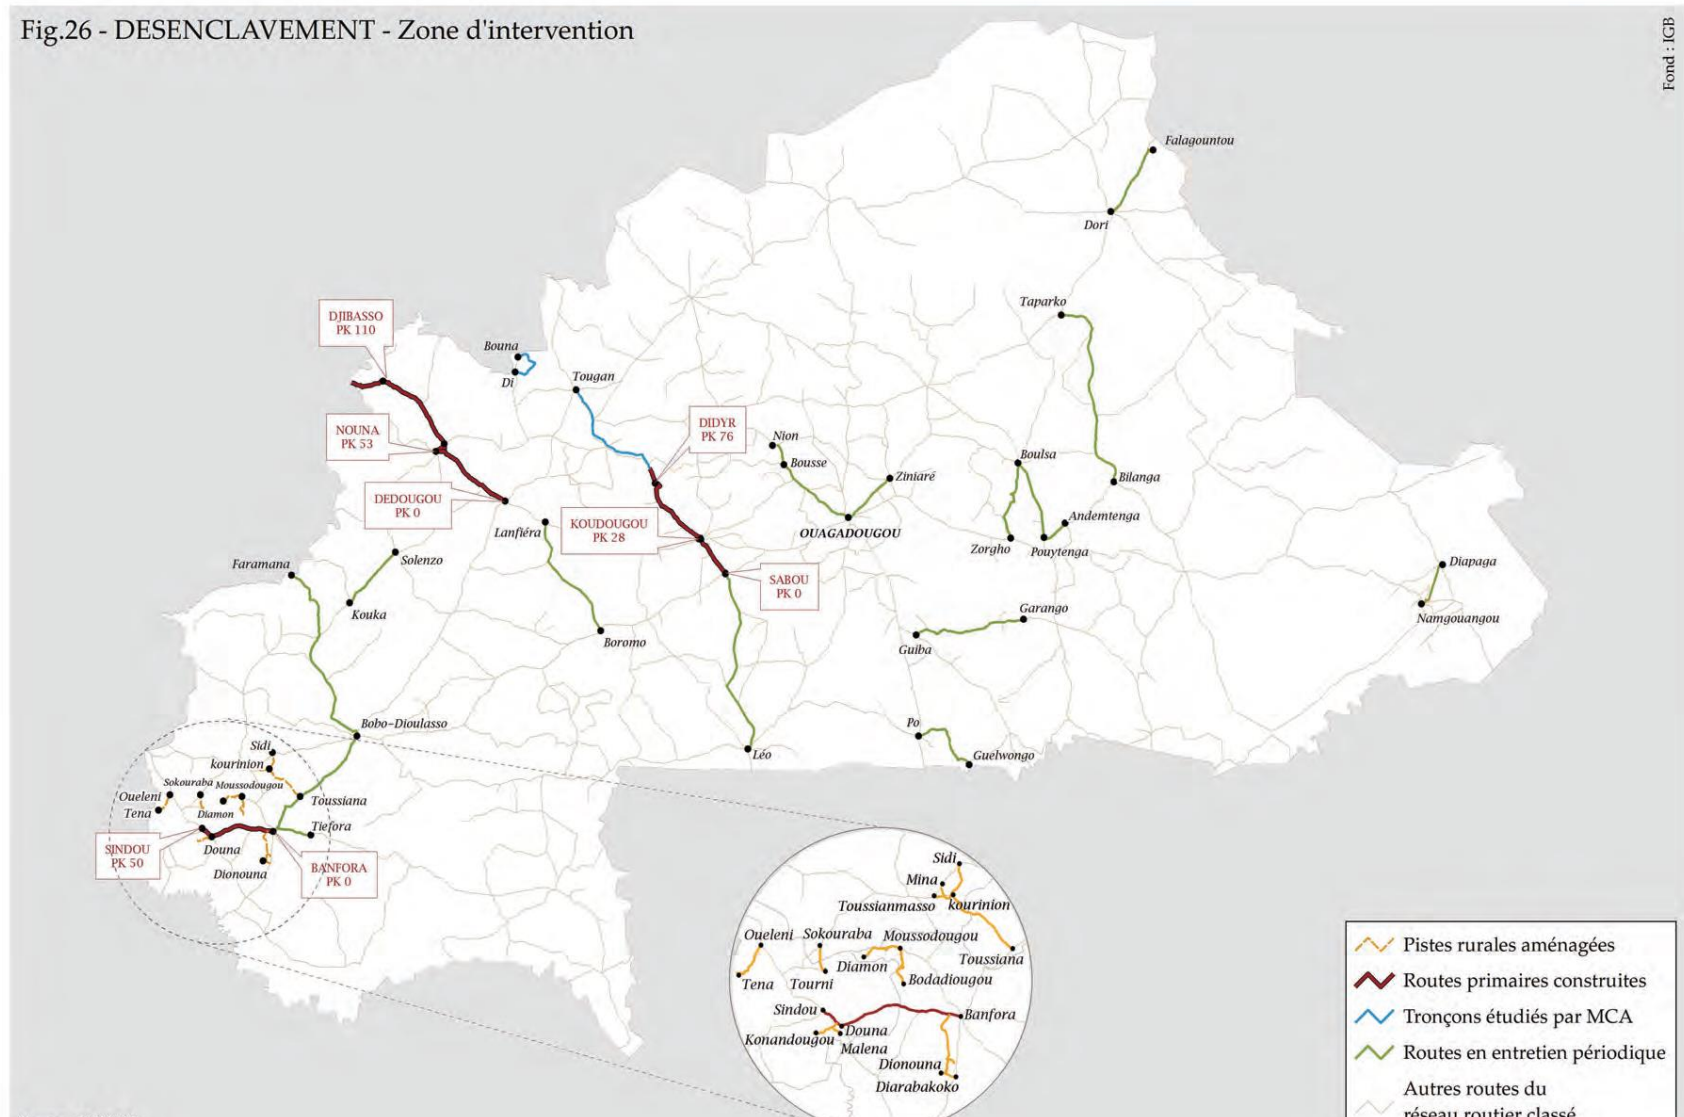 Fig.26 - DESENCLAVEMENT - Zone d'intervention
Fond : IGB
Falagountou
Dori
Taparko
DJIBASSO
PK 110
Bouna
Di
Tougan
NOUNA
PK 53
DIDYR
PK 76
Nion
Bousse
Ziniaré
Boulsa
Bilanga
DEDOUGOU
PK 0
Lanfiéra
KOUDOUGOU
PK 28
OUAGADOUGOU
Andemtenga
Zorgho
Pouytenga
Faramana
Solenzo
SABOU
PK 0
Diapaga
Kouka
Garango
Namgouangou
Boromo
Guiba
Bobo-Dioulasso
Po
Léo
Guelwongo
Sidi
kourinion
Sokouraba
Moussodougou
Oueleni
Tena
Diamon
Toussiana
Tiefora
SINDOU
PK 50
Douna
Dionouna
BANFORA
PK 0
Sidi
Mina
Toussianmasso
kourinion
Oueleni
Sokouraba
Moussodougou
Diamon
Toussiana
Tena
Tourni
Bodadiougou
Sindou
Banfora
Douna
Konandougou
Malena
Dionouna
Diarabakoko
Pistes rurales aménagées
Routes primaires construites
Tronçons étudiés par MCA
Routes en entretien périodique
Autres routes du
réseau routier classé